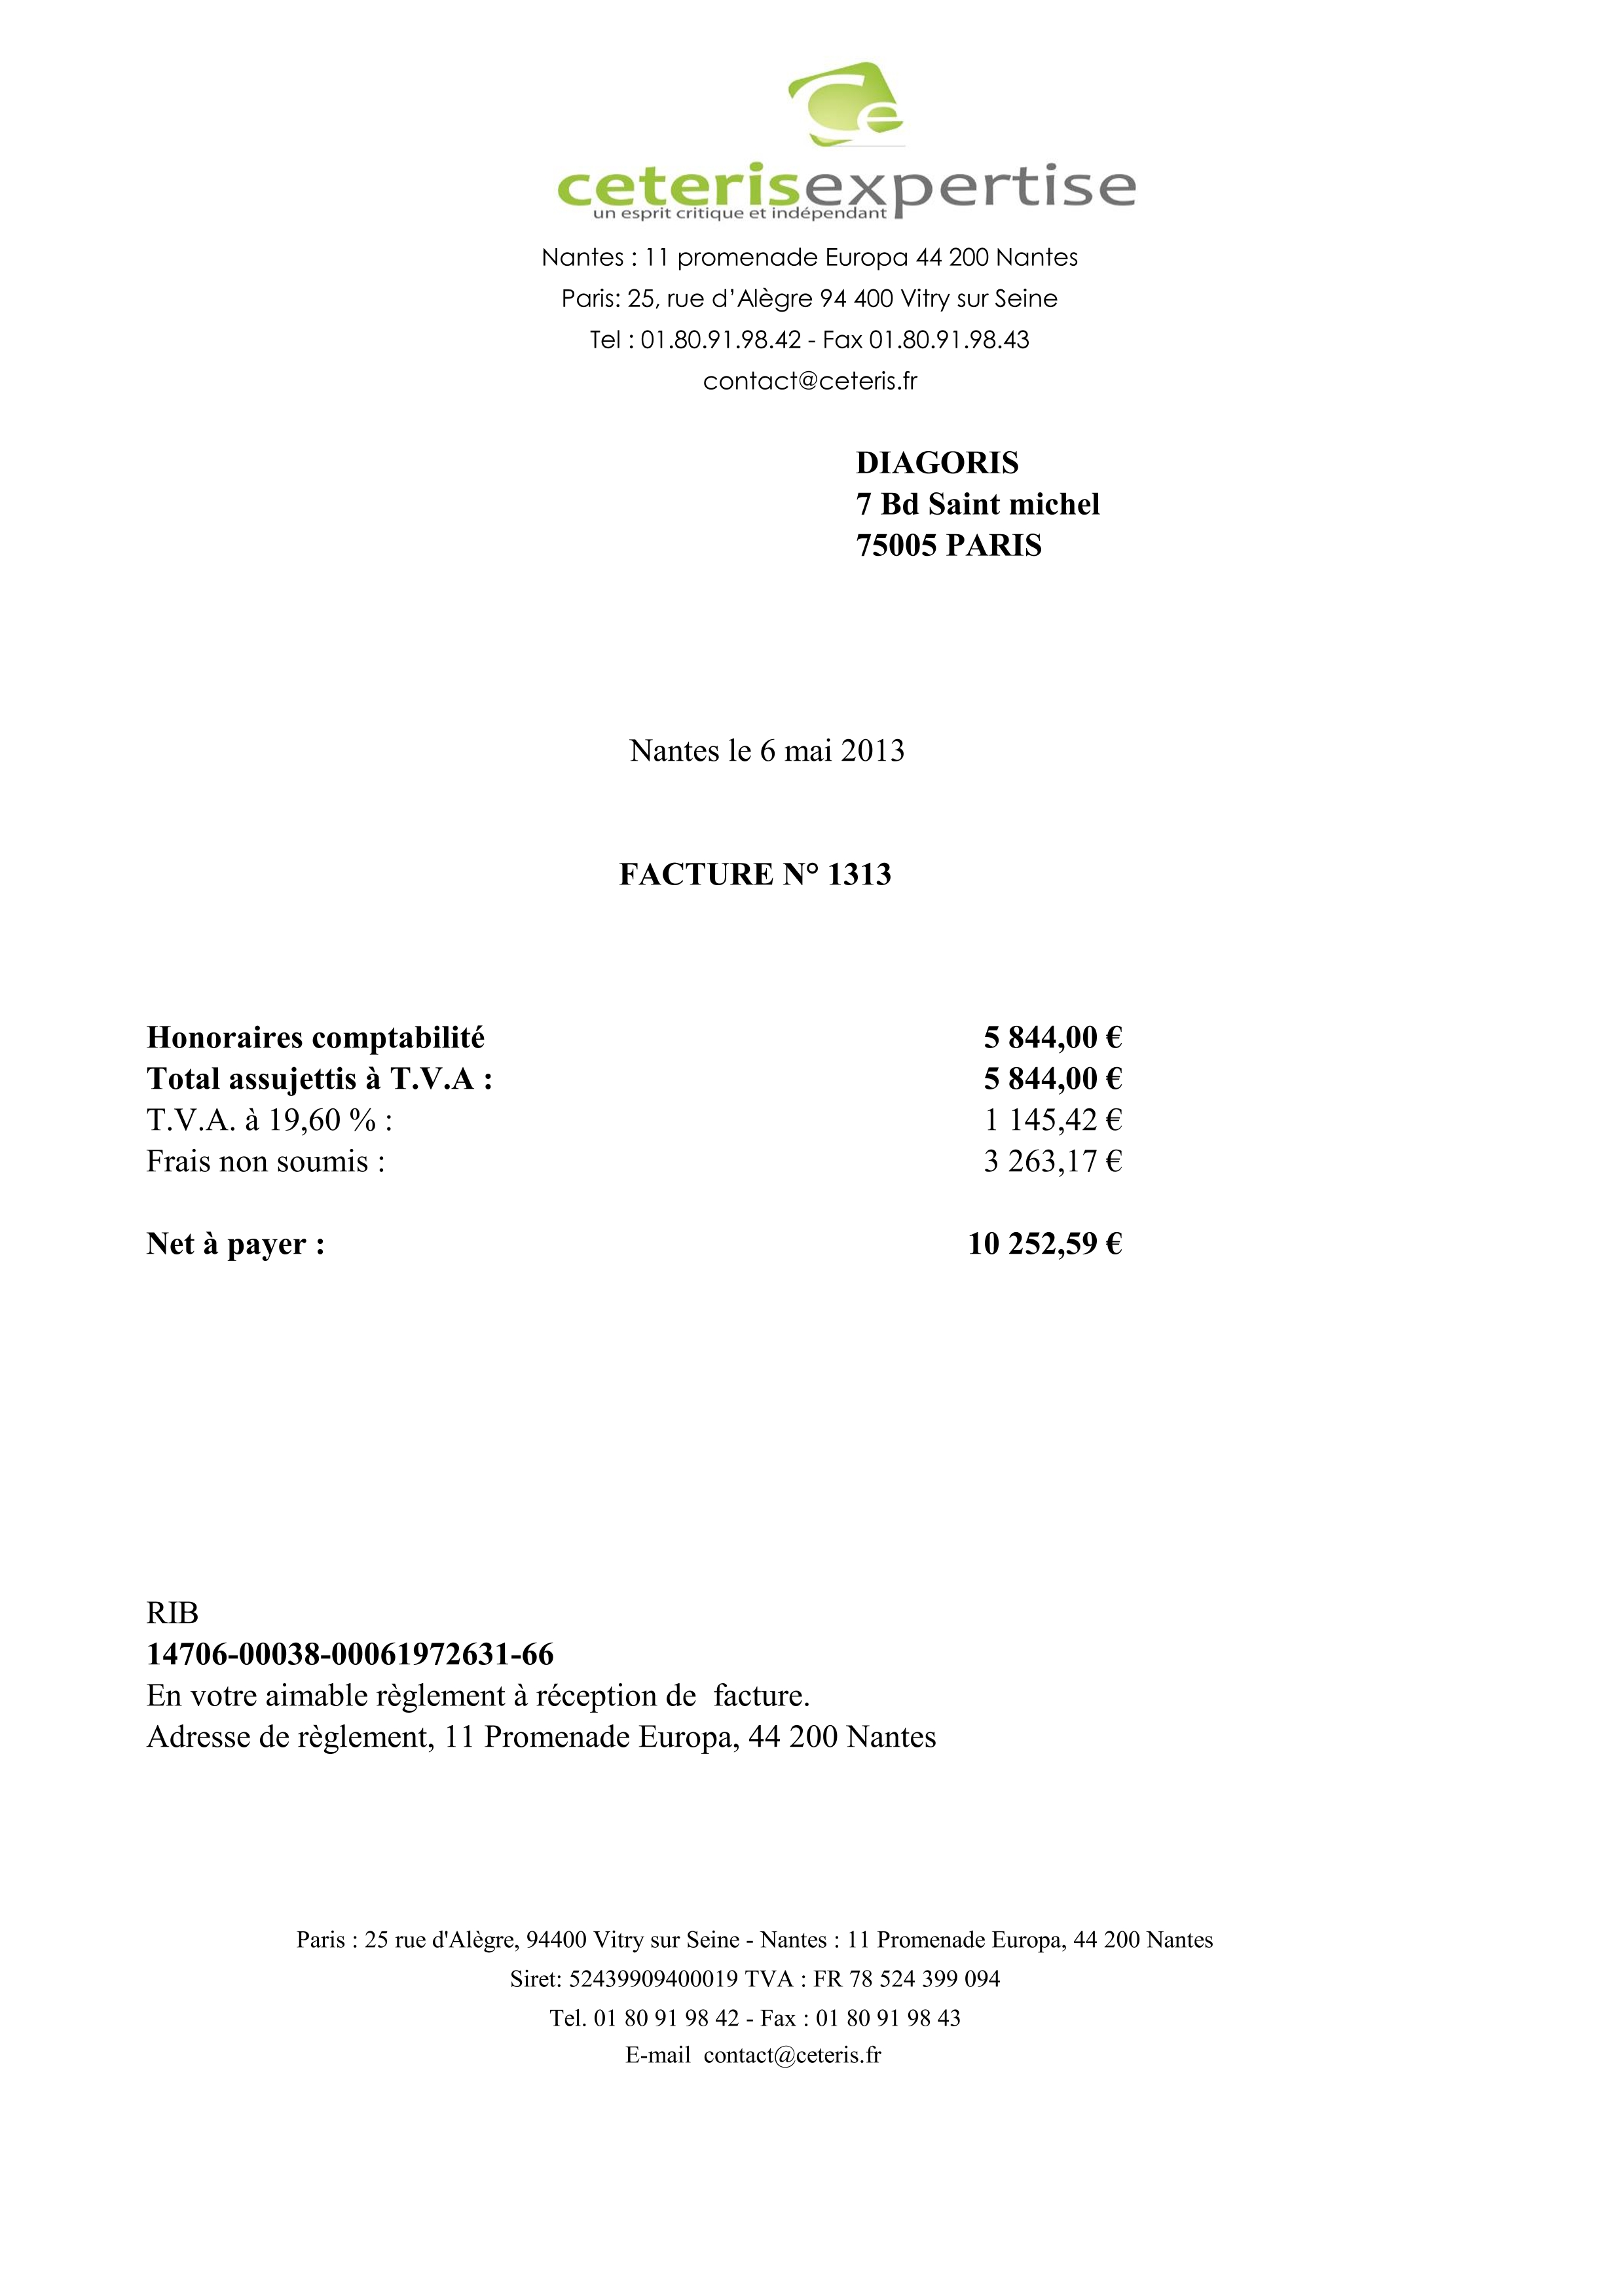 Ce
ceterisexpertise
un esprit critique et indépendant
Nantes : 11 promenade Europa 44 200 Nantes
Paris: 25, rue d’Alègre 94 400 Vitry sur Seine
Tel : 01.80.91.98.42 - Fax 01.80.91.98.43
contact@ceteris.fr
DIAGORIS
7 Bd Saint michel
75005 PARIS
Nantes le 6 mai 2013
FACTURE N° 1313
Honoraires comptabilité 5 844,00 €
Total assujettis à T.V.A : 5 844,00 €
T.V.A. à 19,60 % : 1 145,42 €
Frais non soumis : 3 263,17 €
Net à payer : 10 252,59 €
RIB
14706-00038-00061972631-66
En votre aimable règlement à réception de  facture.
Adresse de règlement, 11 Promenade Europa, 44 200 Nantes
Paris : 25 rue d'Alègre, 94400 Vitry sur Seine - Nantes : 11 Promenade Europa, 44 200 Nantes
Siret: 52439909400019 TVA : FR 78 524 399 094
Tel. 01 80 91 98 42 - Fax : 01 80 91 98 43
E-mail  contact@ceteris.fr